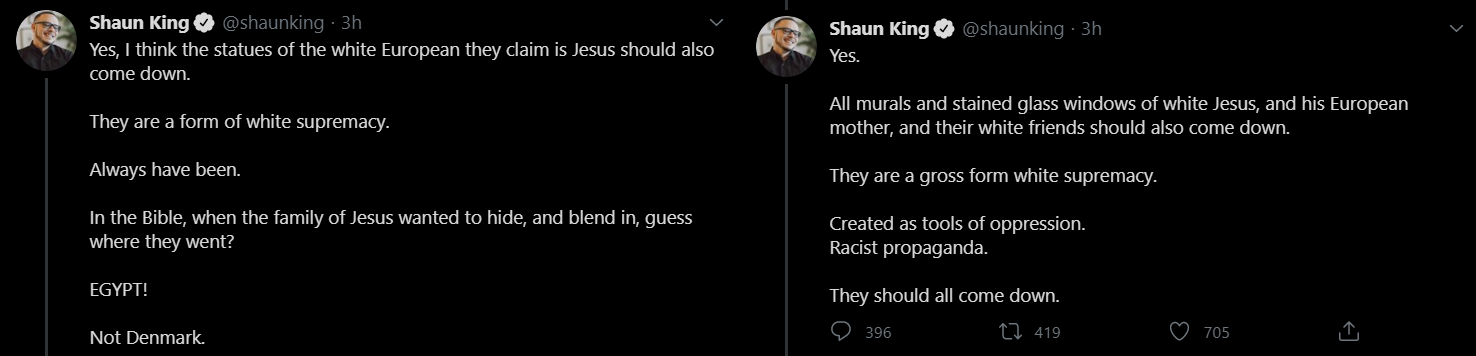 Shaun King @shaunking · 3h
Yes, I think the statues of the white European they claim is Jesus should also
come down.
They are a form of white supremacy.
Always have been.
In the Bible, when the family of Jesus wanted to hide, and blend in, guess
where they went?
EGYPT!
Not Denmark.
Shaun King @shaunking · 3h
Yes.
All murals and stained glass windows of white Jesus, and his European
mother, and their white friends should also come down.
They are a gross form white supremacy.
Created as tools of oppression.
Racist propaganda.
They should all come down.
396 419 705